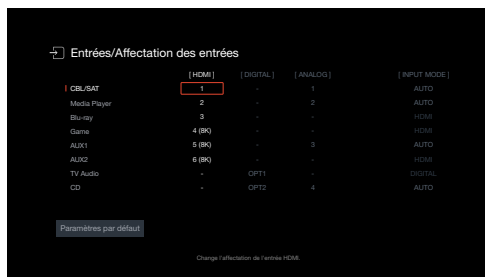 Entrées/Affectation des entrées
[ HDMI ] [ DIGITAL ] [ ANALOG ] [ INPUT MODE ]
CBL/SAT 1 - 1 AUTO
Media Player 2 - 2 AUTO
Blu-ray 3 - - HDMI
Game 4 (8K) - - HDMI
AUX1 5 (8K) - 3 AUTO
AUX2 6 (8K) - - HDMI
TV Audio - OPT1 - DIGITAL
CD - OPT2 4 AUTO
Paramètres par défaut
Change l'affectation de l'entrée HDMI.